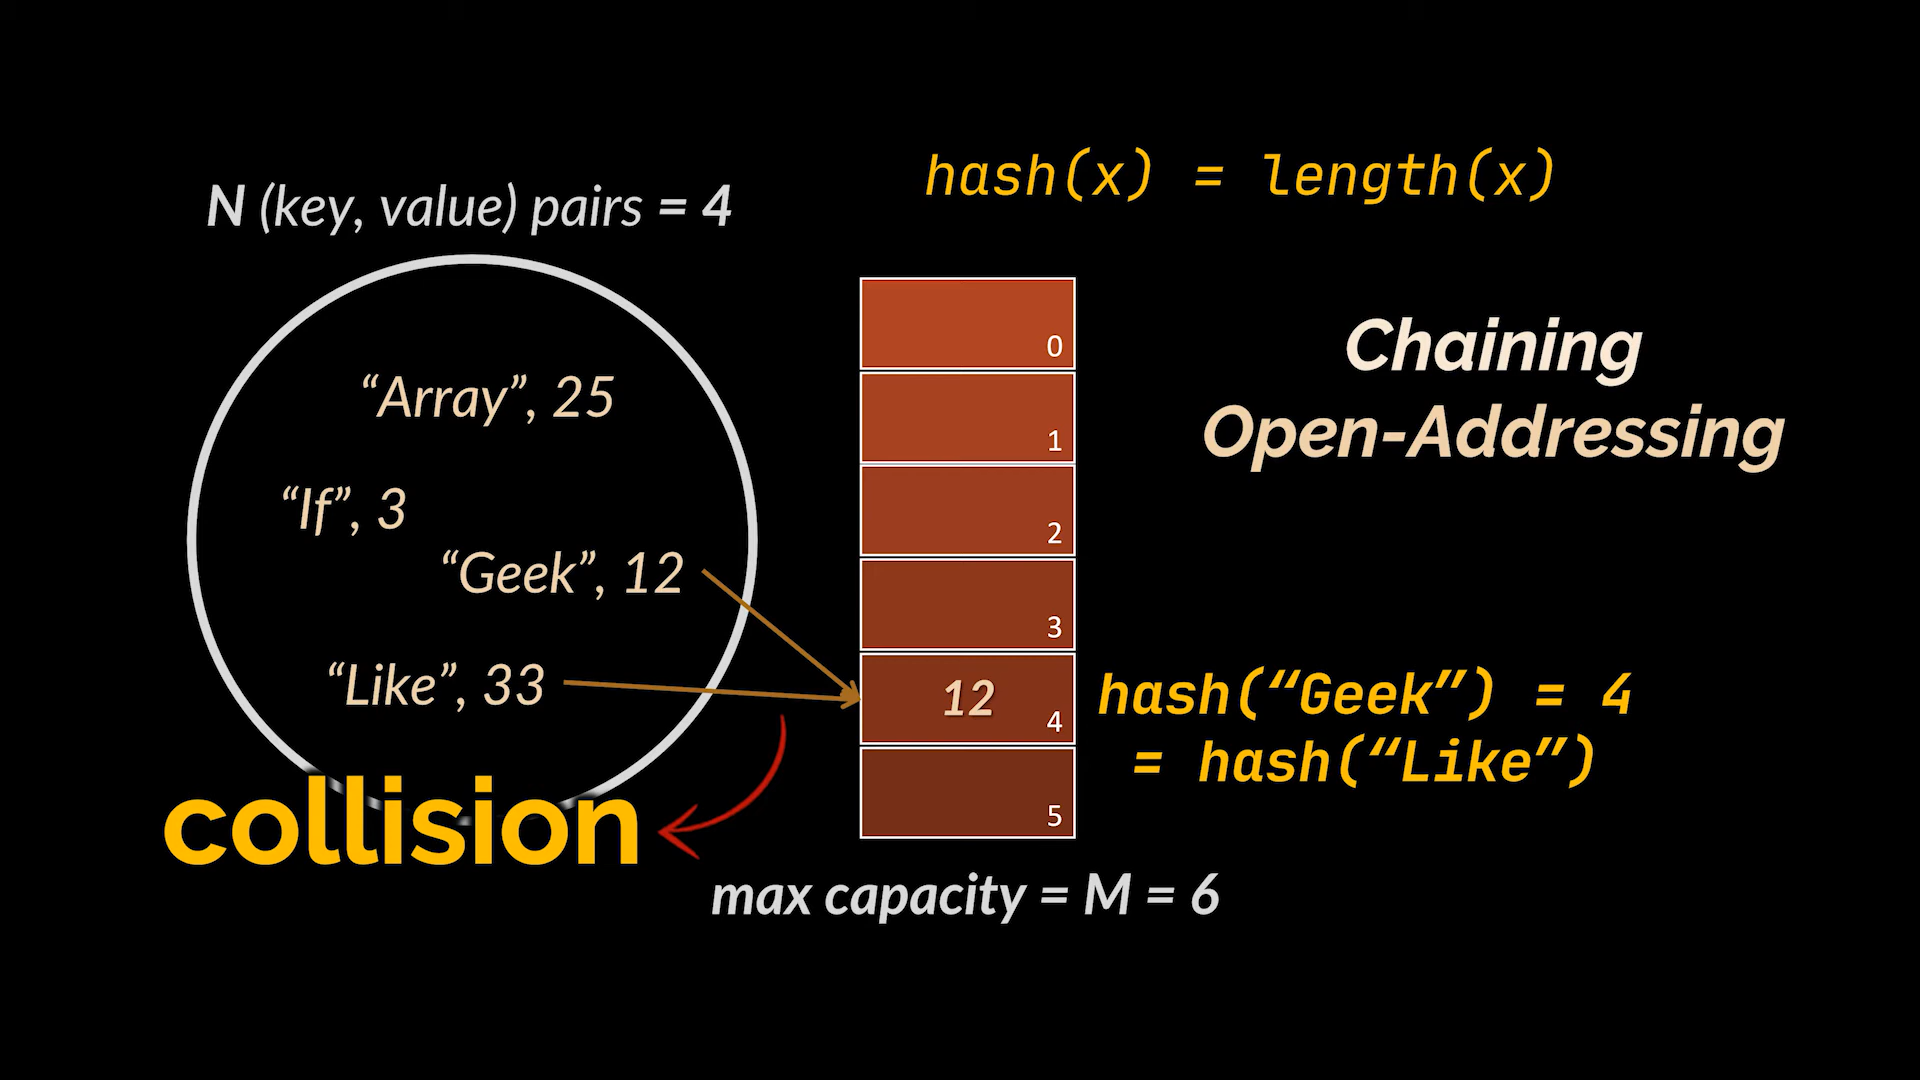 N (key, value) pairs = 4
hash(x) = length(x)
“Array”, 25
“If”, 3
“Geek”, 12
“Like”, 33
collision
0
1
2
3
12
4
5
max capacity = M = 6
Chaining
Open-Addressing
hash(“Geek”) = 4
= hash(“Like”)